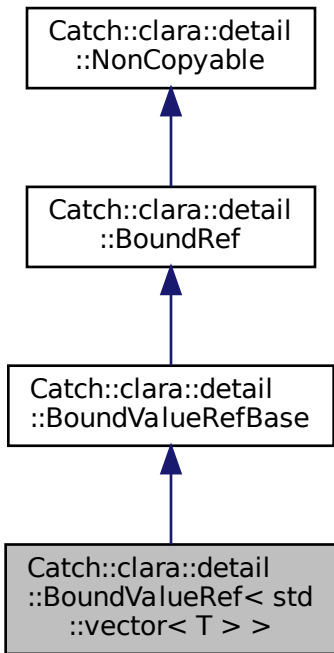 Catch::clara::detail
::NonCopyable
Catch::clara::detail
::BoundRef
Catch::clara::detail
::BoundValueRefBase
Catch::clara::detail
::BoundValueRef< std
::vector< T > >